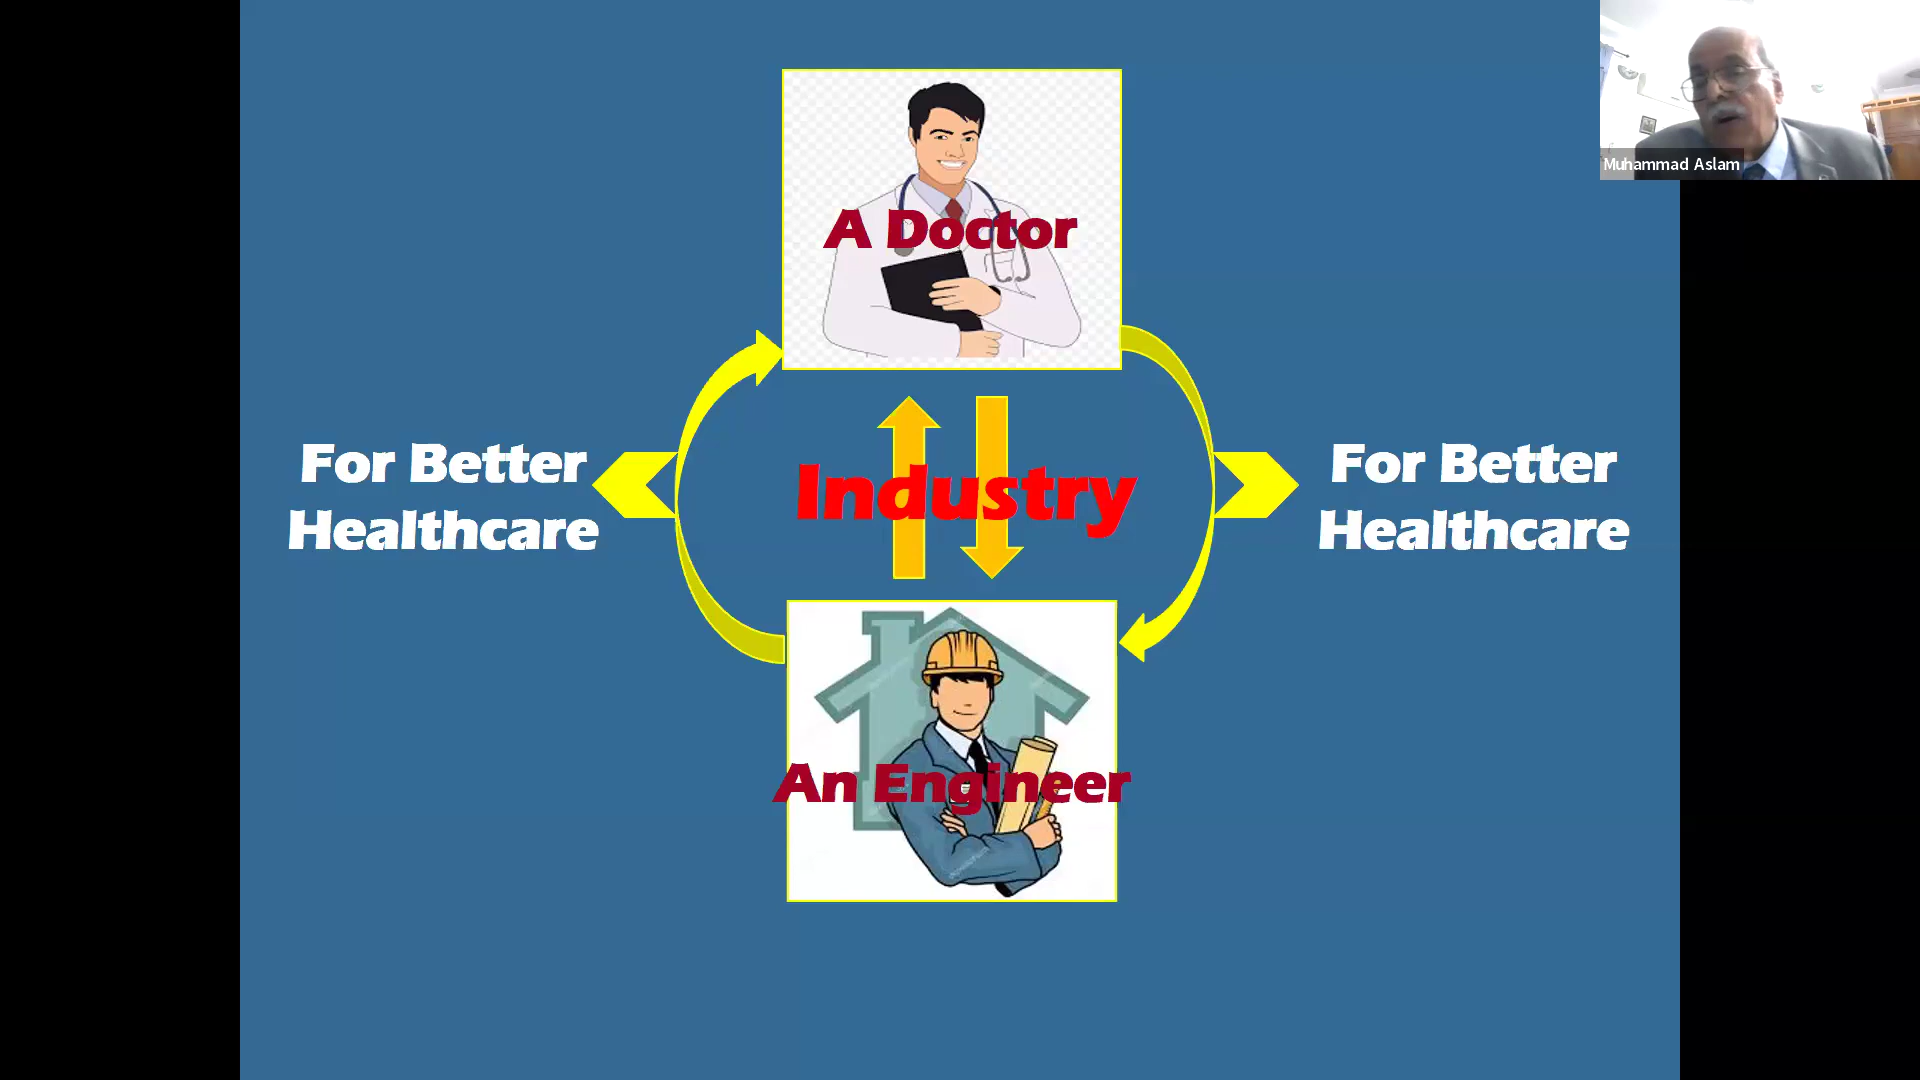 Muhammad Aslam
A Doctor
For Better
Healthcare
Industry
For Better
Healthcare
An Engineer